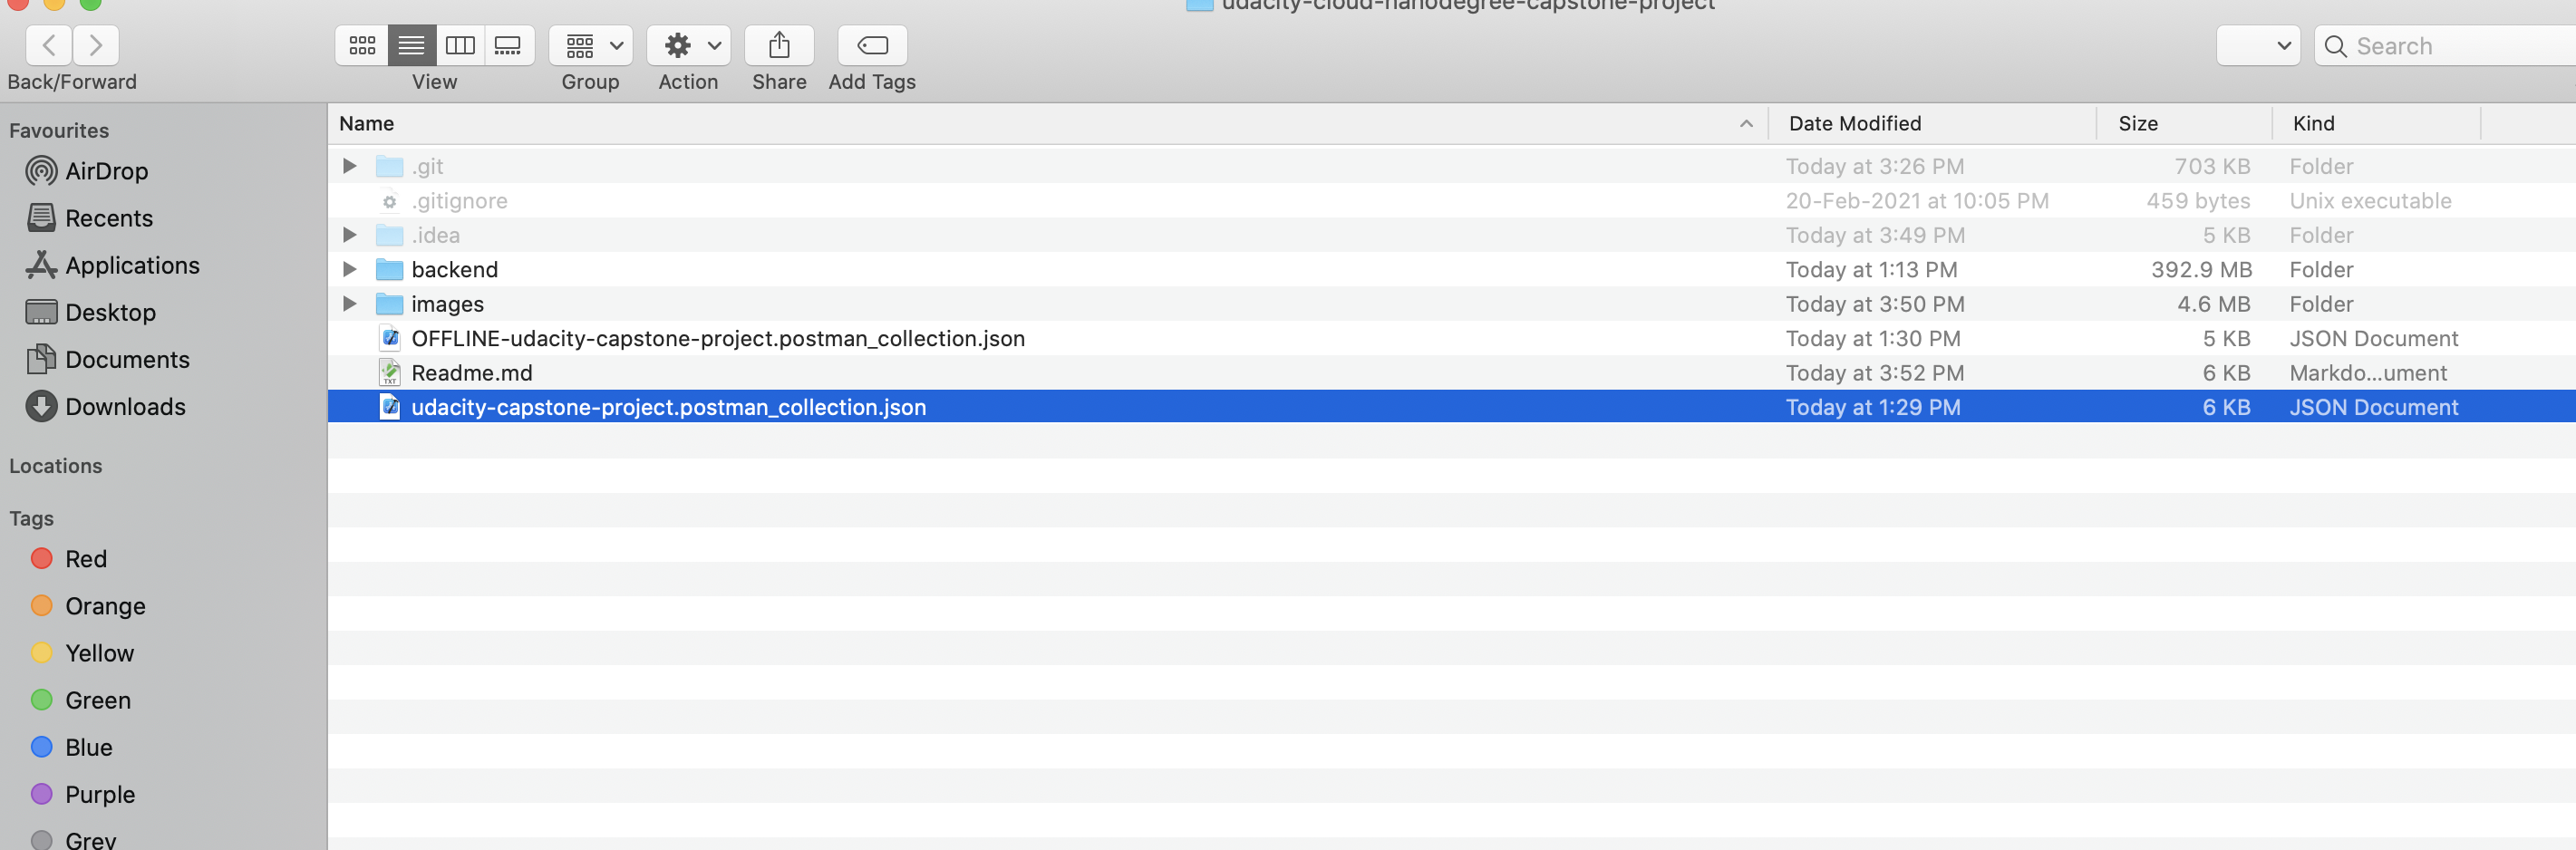 udacity-cloud-nanodegree-capstone-project
Back/Forward View Group Action Share Add Tags Search
Favourites
AirDrop
Recents
Applications
Desktop
Documents
Downloads
Locations
Tags
Red
Orange
Yellow
Green
Blue
Purple
Grey
Name Date Modified Size Kind
.git Today at 3:26 PM 703 KB Folder
.gitignore 20-Feb-2021 at 10:05 PM 459 bytes Unix executable
.idea Today at 3:49 PM 5 KB Folder
backend Today at 1:13 PM 392.9 MB Folder
images Today at 3:50 PM 4.6 MB Folder
OFFLINE-udacity-capstone-project.postman_collection.json Today at 1:30 PM 5 KB JSON Document
Readme.md Today at 3:52 PM 6 KB Markdo...ument
udacity-capstone-project.postman_collection.json Today at 1:29 PM 6 KB JSON Document